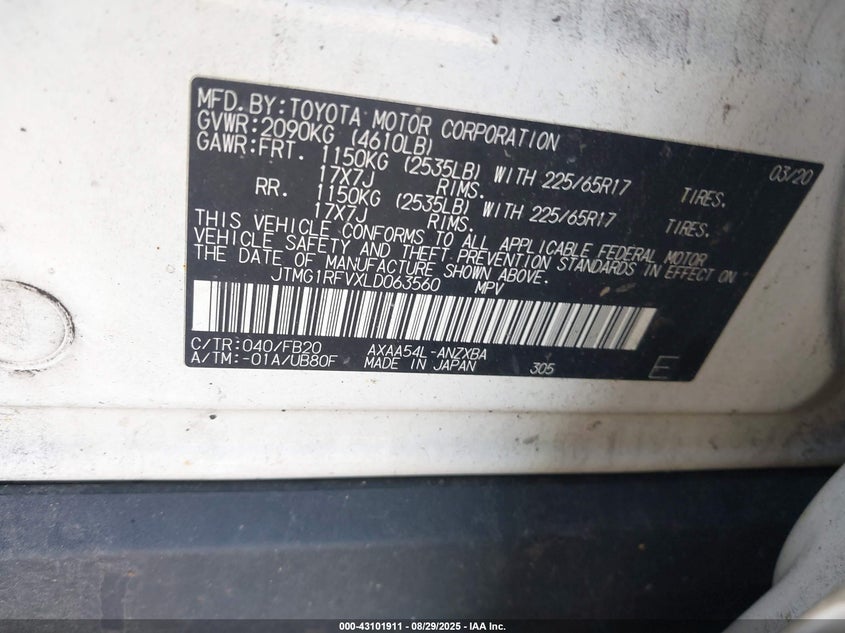 MFD.BY:TOYOTA MOTOR CORPORATION 03/20
GVWR:2090KG (4610LB)
GAWR:FRT. 1150KG (2535LB) WITH 225/65R17 TIRES.
17X7J RIMS.
RR. 1150KG (2535LB) WITH 225/65R17 TIRES.
17X7J RIMS.
THIS VEHICLE CONFORMS TO ALL APPLICABLE FEDERAL MOTOR
VEHICLE SAFETY AND THEFT PREVENTION STANDARDS IN EFFECT ON
THE DATE OF MANUFACTURE SHOWN ABOVE.
JTMG1RFVXLD063560 MPV
C/TR:040/FB20 AXAA54L-ANZXBA
A/TM:-01A/UB80F MADE IN JAPAN 305 E
000-43101911 - 08/29/2025 - IAA Inc.